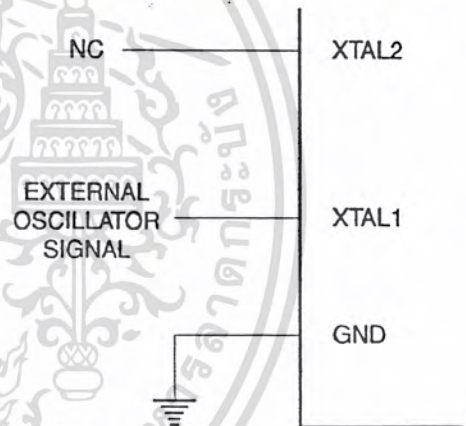 NC
XTAL2
EXTERNAL
OSCILLATOR
SIGNAL
XTAL1
GND